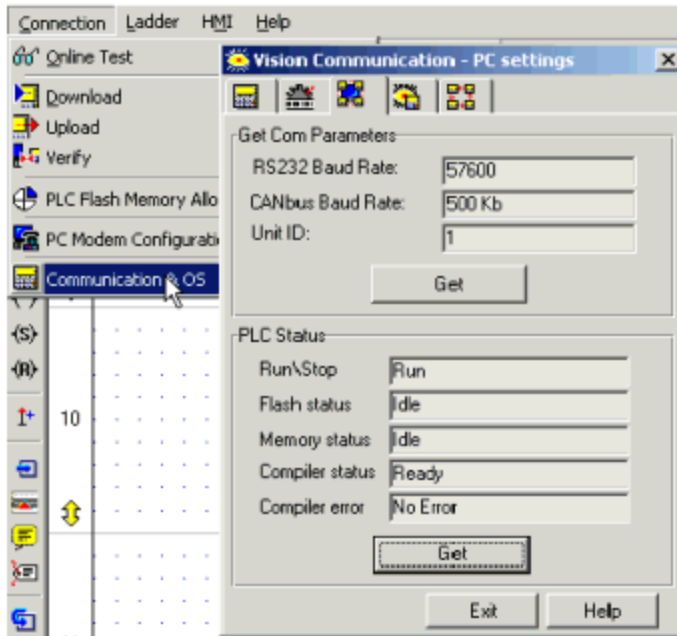 Connection Ladder HMI Help
Online Test
Download
Upload
Verify
PLC Flash Memory Allo
PC Modem Configurati
Communication & OS
(S)
(R)
10
Vision Communication - PC settings
Get Com Parameters
RS232 Baud Rate: 57600
CANbus Baud Rate: 500 Kb
Unit ID: 1
Get
PLC Status
Run\Stop Run
Flash status Idle
Memory status Idle
Compiler status Ready
Compiler error No Error
Get
Exit Help